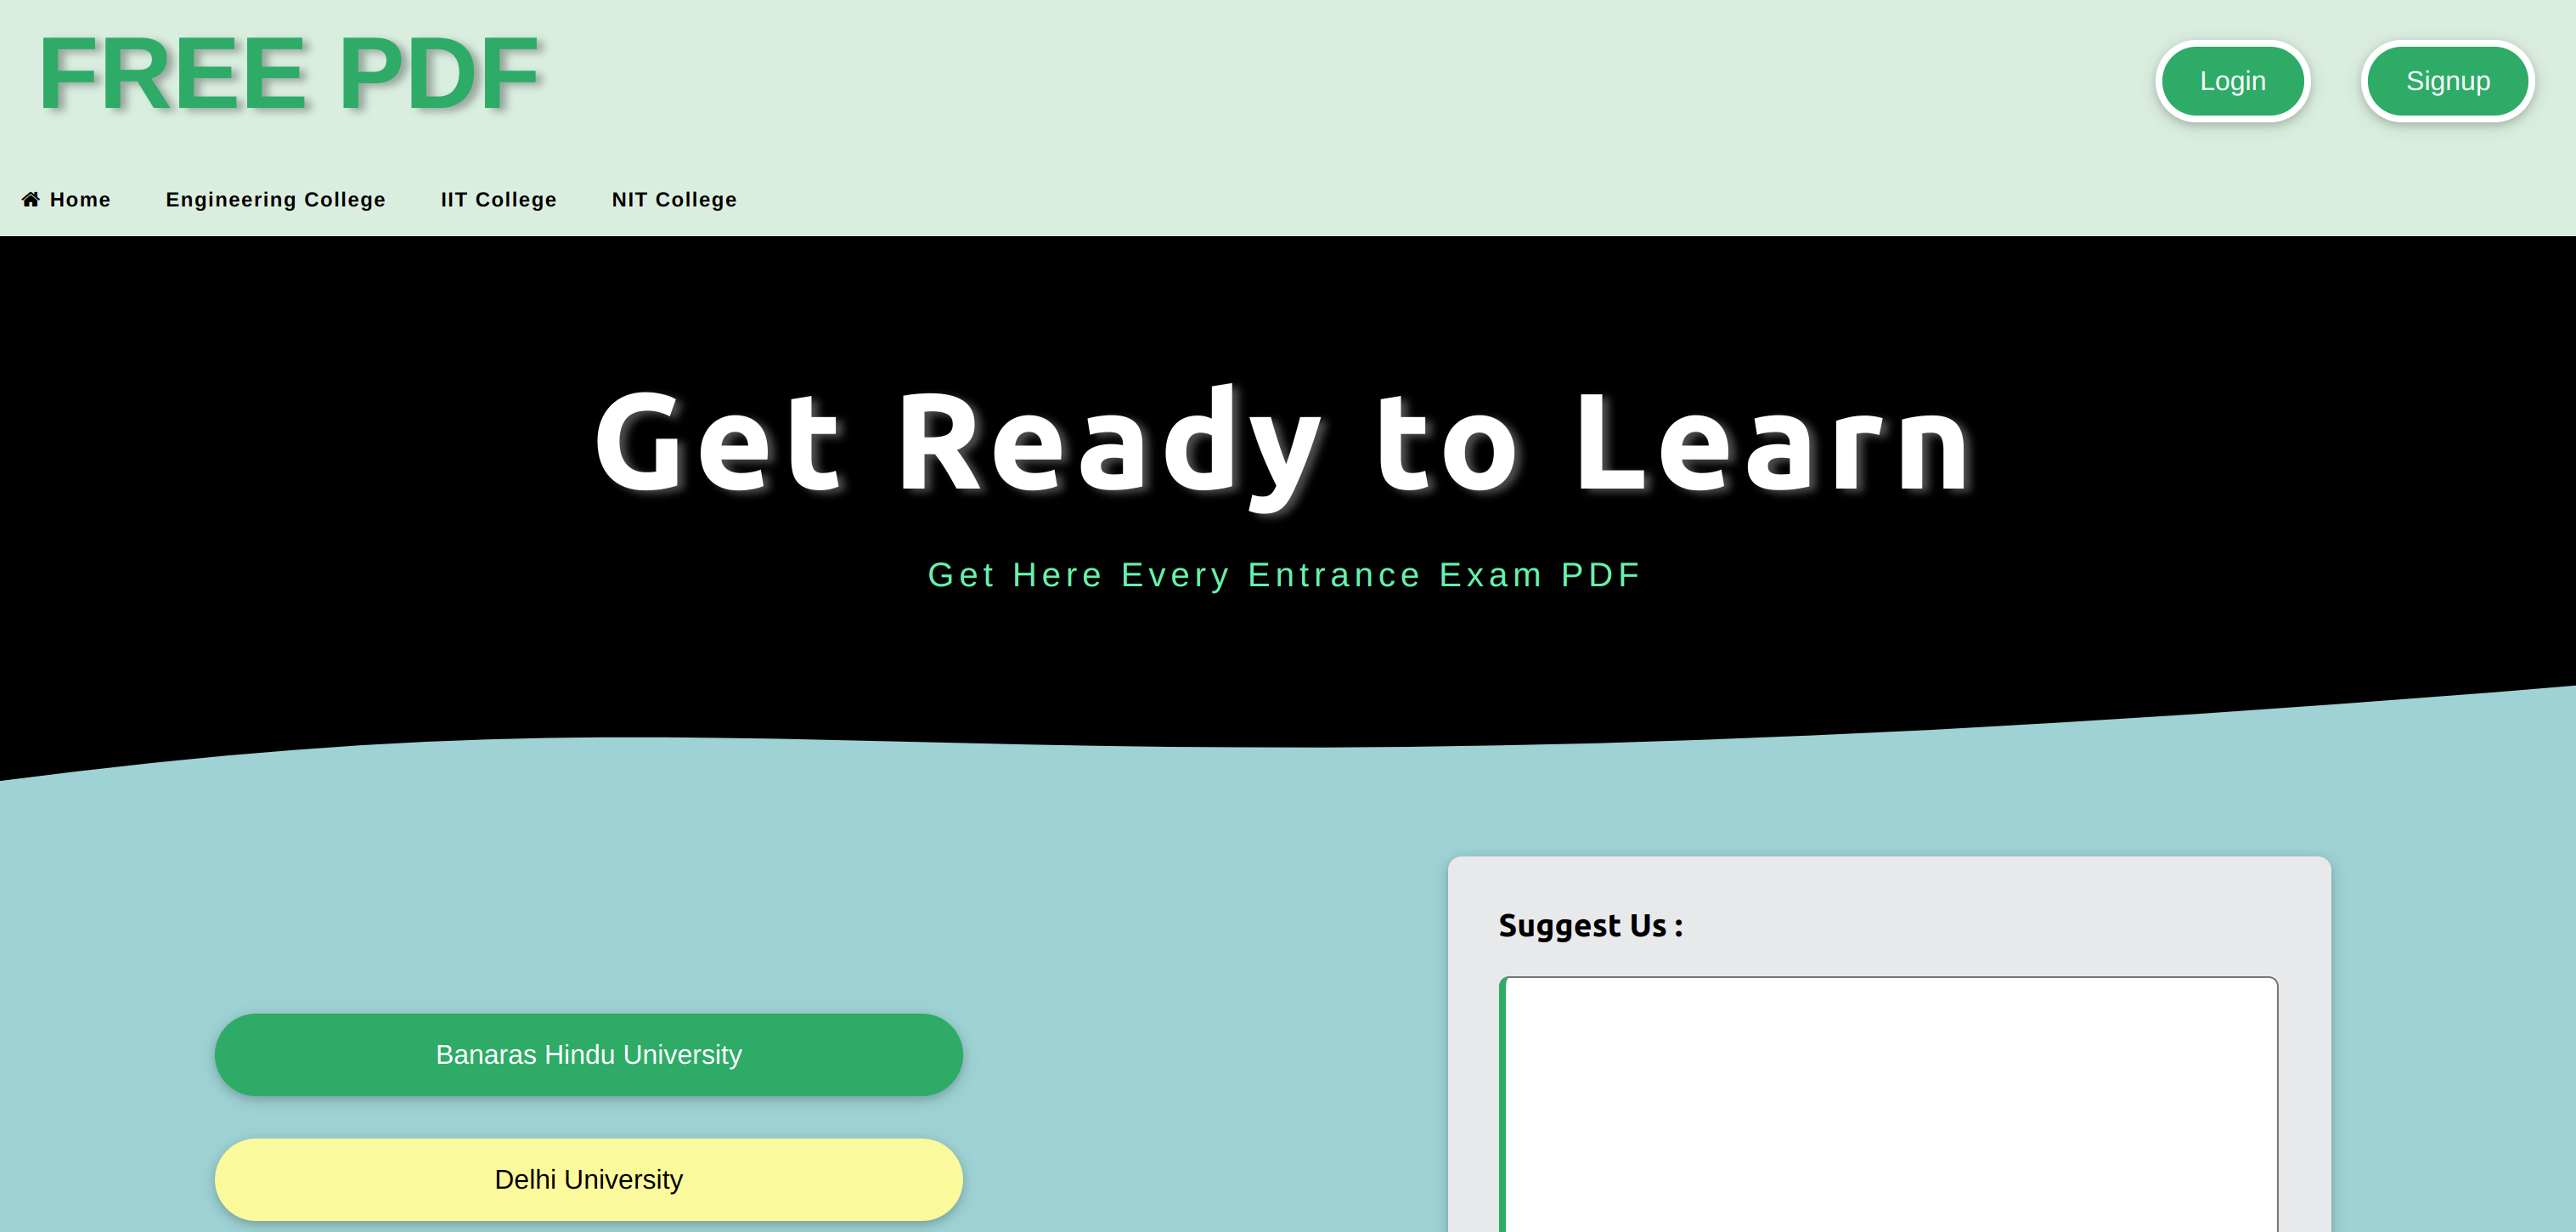 FREE PDF
Login
Signup
Home
Engineering College
IIT College
NIT College
Get Ready to Learn
Get Here Every Entrance Exam PDF
Suggest Us :
Banaras Hindu University
Delhi University